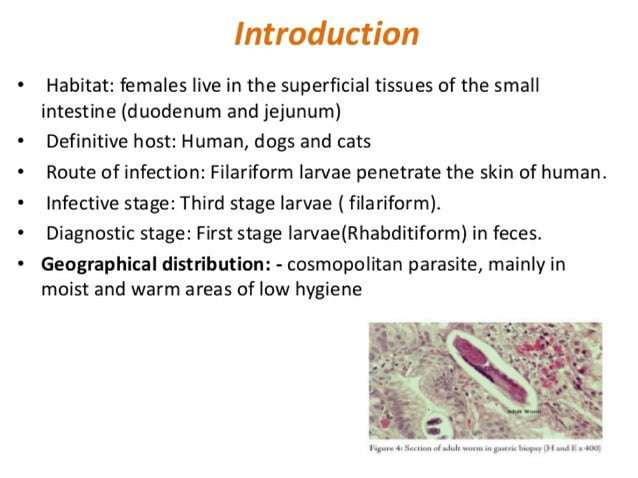 Introduction
• Habitat: females live in the superficial tissues of the small
intestine (duodenum and jejunum)
• Definitive host: Human, dogs and cats
• Route of infection: Filariform larvae penetrate the skin of human.
• Infective stage: Third stage larvae ( filariform).
• Diagnostic stage: First stage larvae(Rhabditiform) in feces.
• Geographical distribution: - cosmopolitan parasite, mainly in
moist and warm areas of low hygiene
Adult Worm
Figure 4: Section of adult worm in gastric biopsy (H and E x 400)